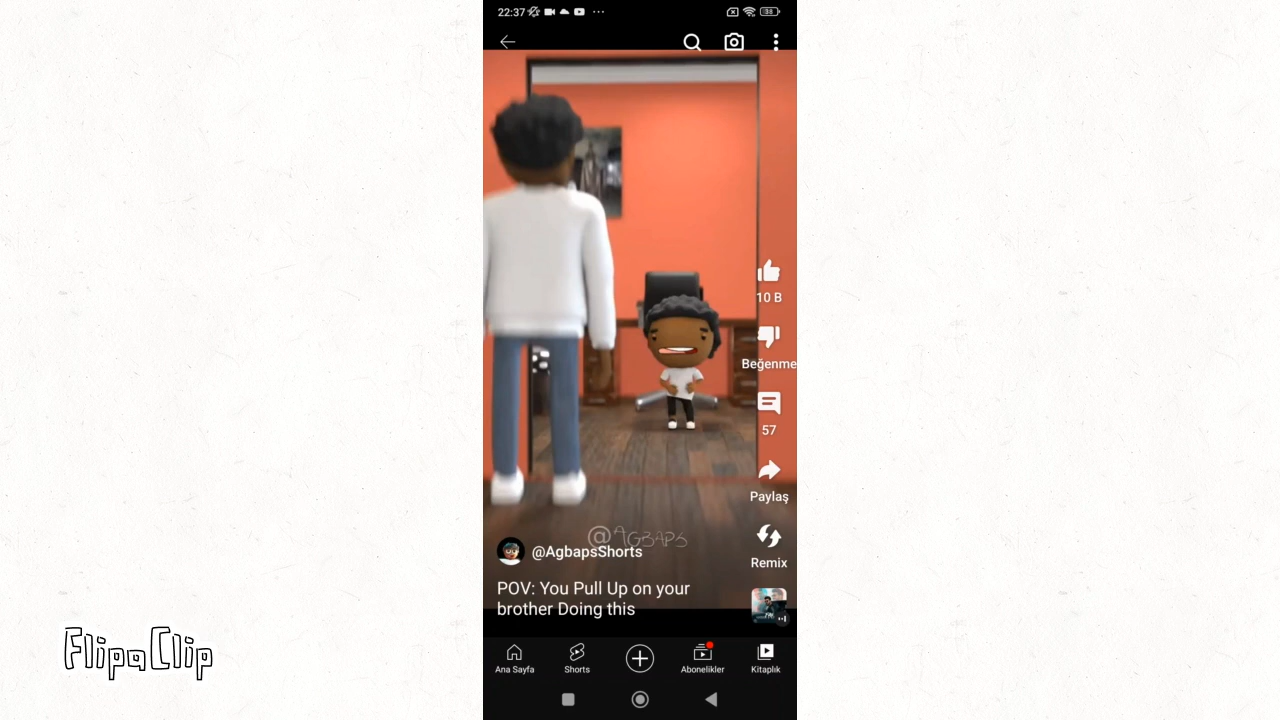 22:37
38
10 B
Beğenme
57
Paylaş
@AGBAPS
@AgbapsShorts
Remix
POV: You Pull Up on your
brother Doing this
FlipaClip
Ana Sayfa
Shorts
Abonelikler
Kitaplık